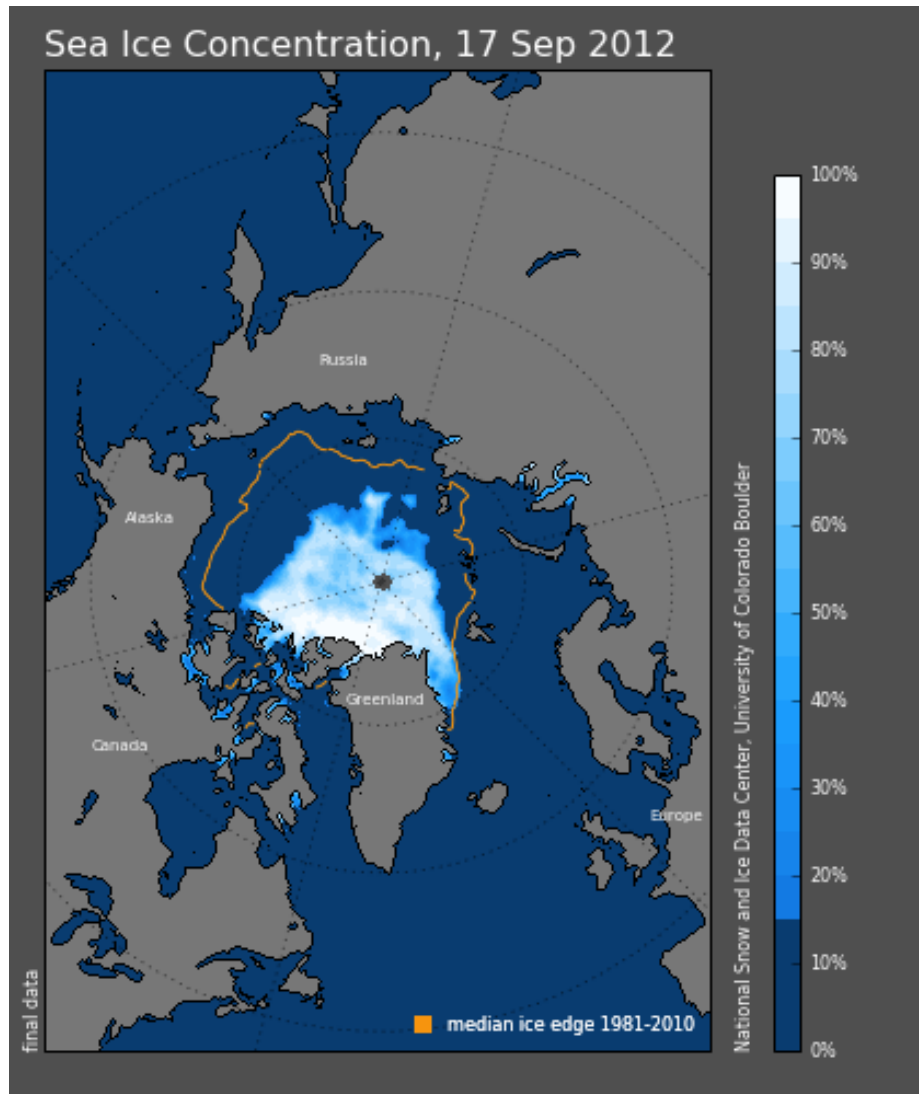 Sea Ice Concentration, 17 Sep 2012
Russia
Alaska
Greenland
Canada
Europe
median ice edge 1981-2010
final data
National Snow and Ice Data Center, University of Colorado Boulder
100%
90%
80%
70%
60%
50%
40%
30%
20%
10%
0%